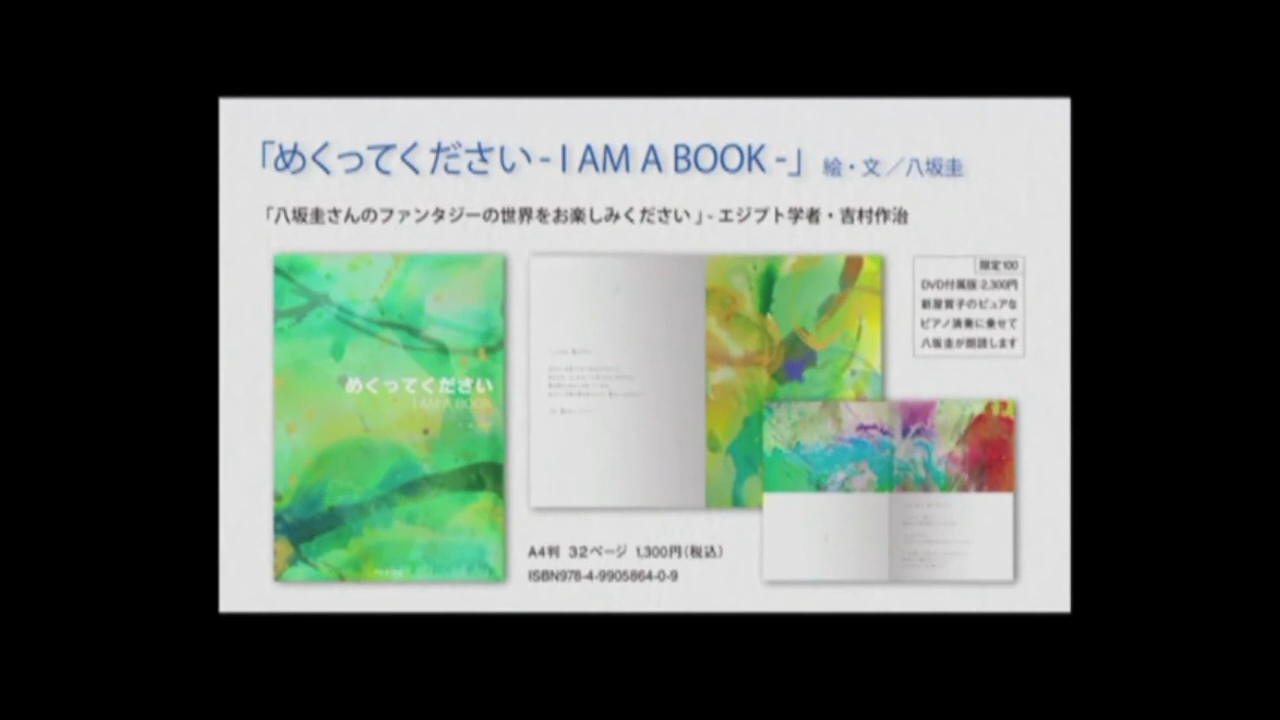 「めくってください - I AM A BOOK -」 絵・文／八坂圭
「八坂圭さんのファンタジーの世界をお楽しみください」- エジプト学者・吉村作治
めくってください
I AM A BOOK
限定100
DVD付属版 2,300円
新屋賀子のピュアな
ピアノ演奏に乗せて
八坂圭が朗読します
A4判 32ページ 1,300円(税込)
ISBN978-4-9905864-0-9